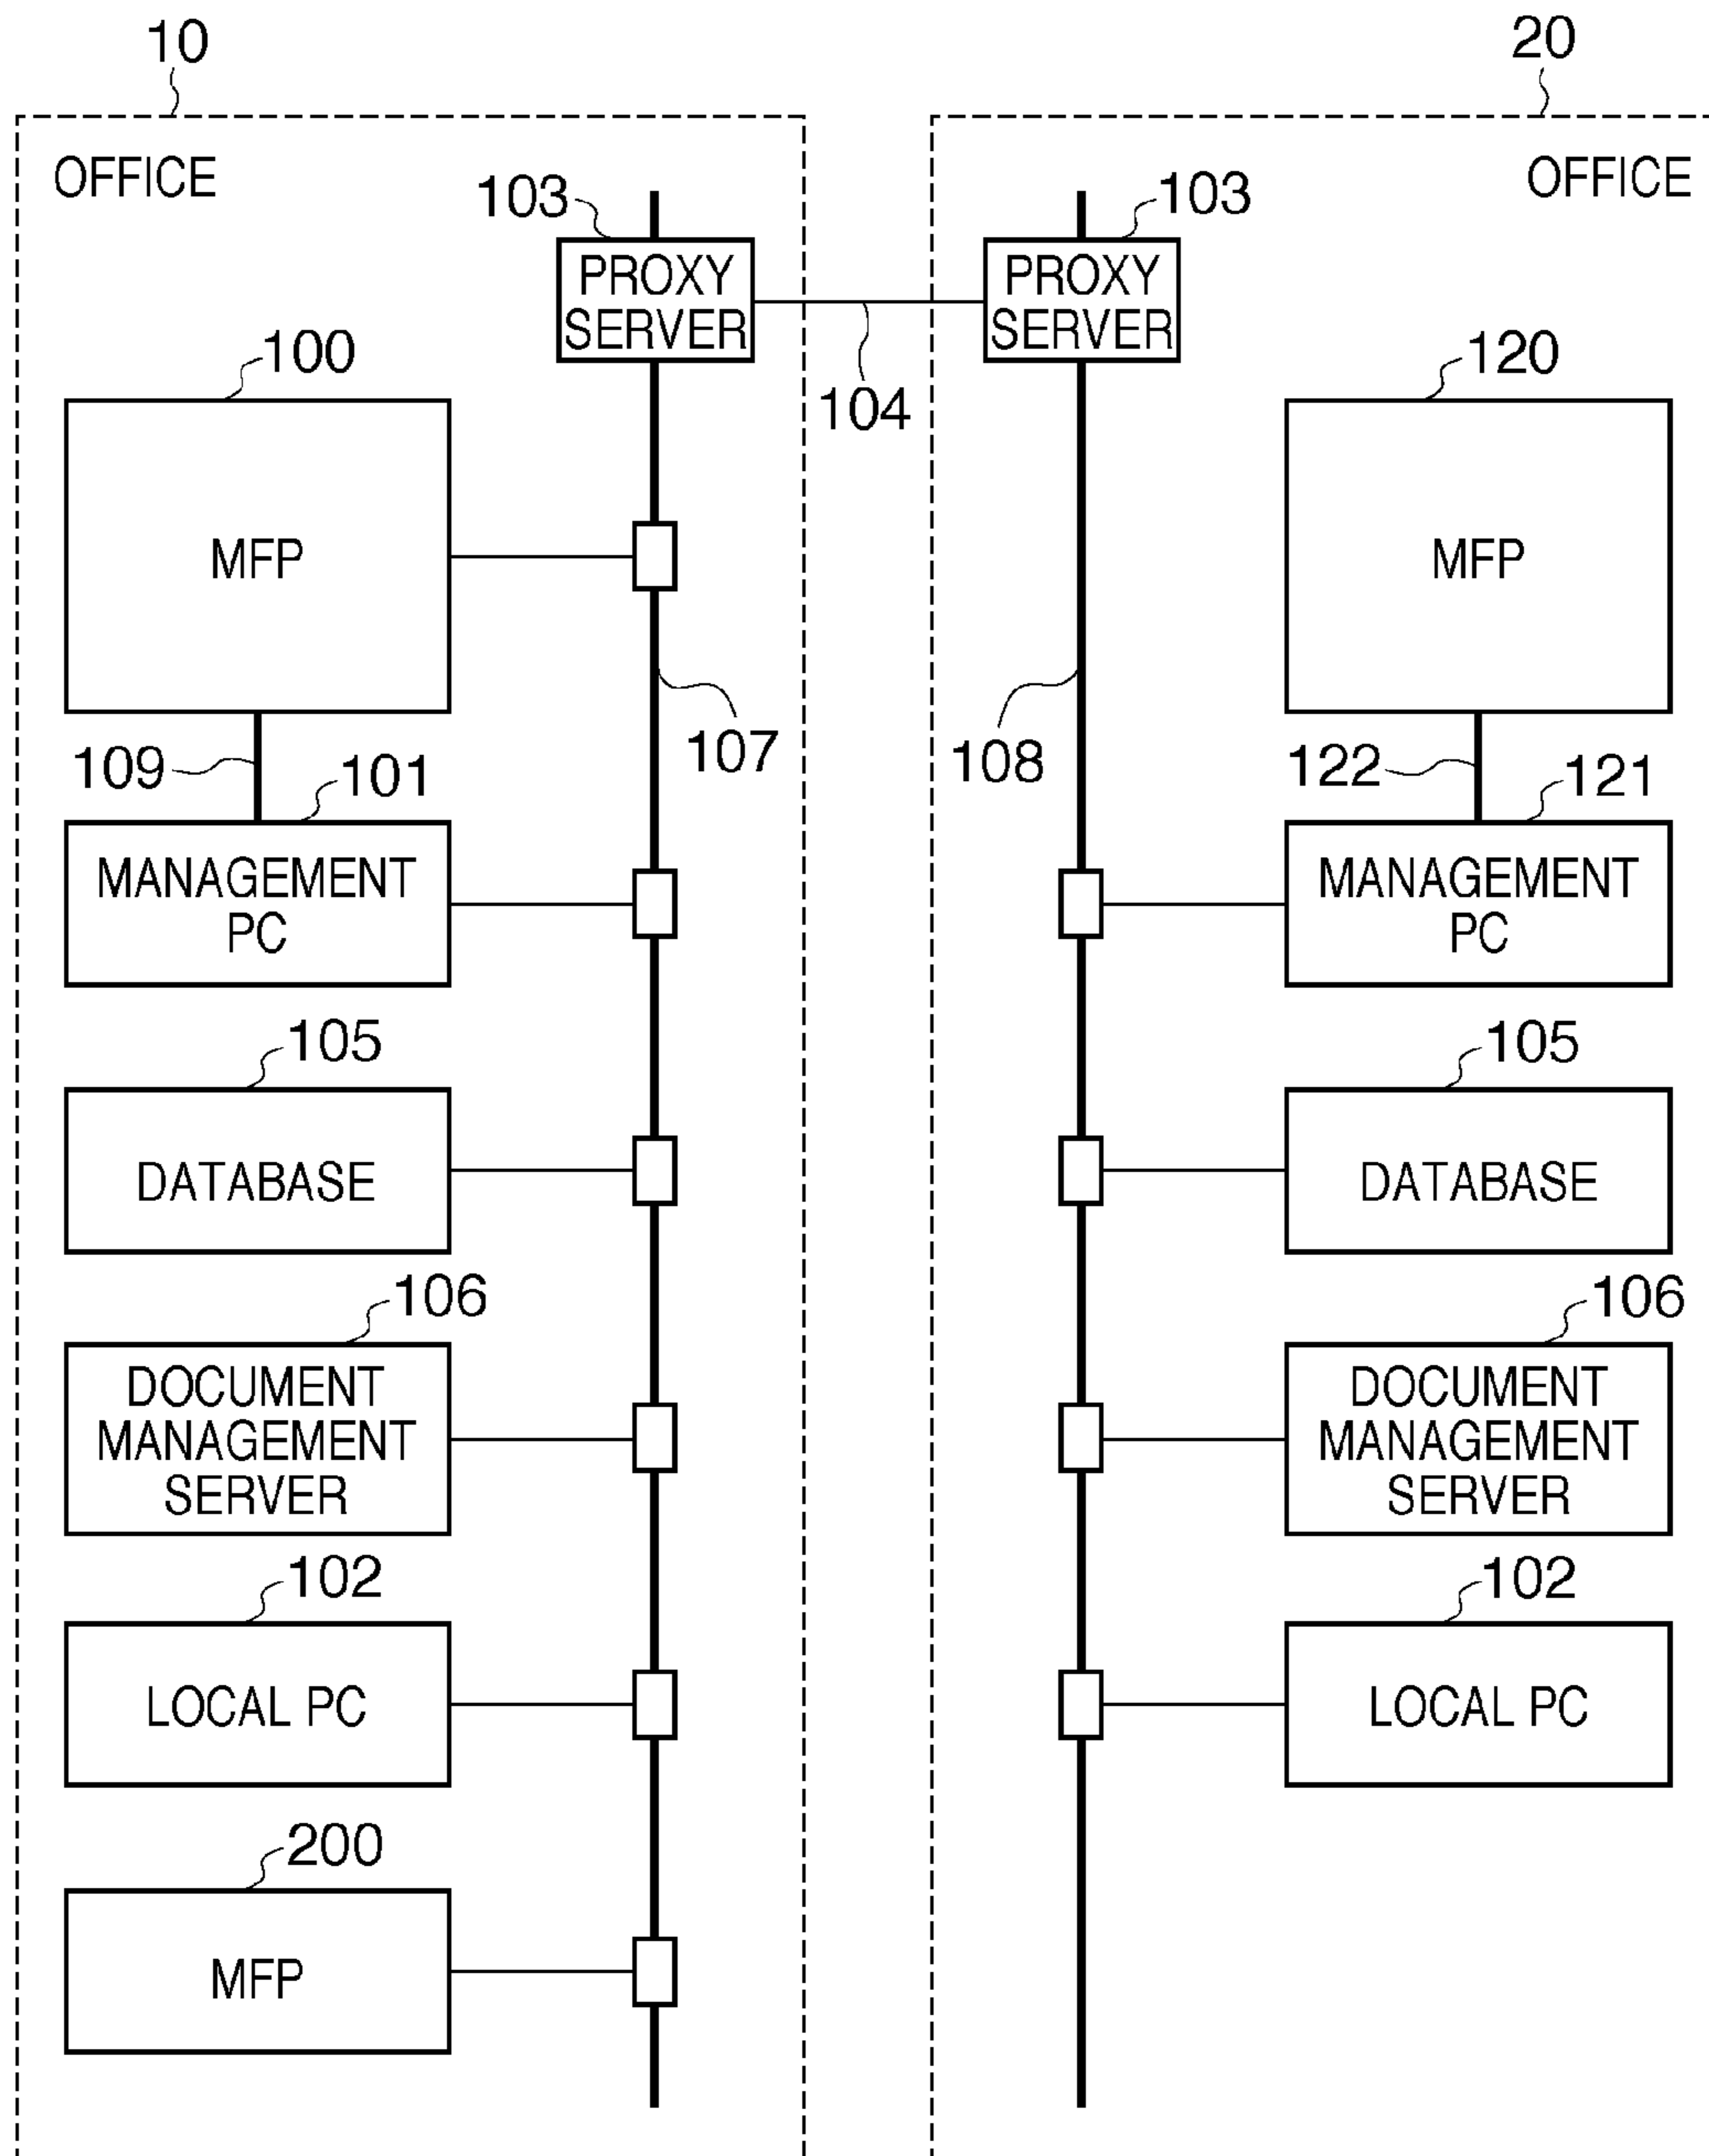 10
20
OFFICE
OFFICE
103
103
PROXY
SERVER
PROXY
SERVER
104
100
120
MFP
MFP
107
108
109
101
122
121
MANAGEMENT
PC
MANAGEMENT
PC
105
105
DATABASE
DATABASE
106
106
DOCUMENT
MANAGEMENT
SERVER
DOCUMENT
MANAGEMENT
SERVER
102
102
LOCAL PC
LOCAL PC
200
MFP